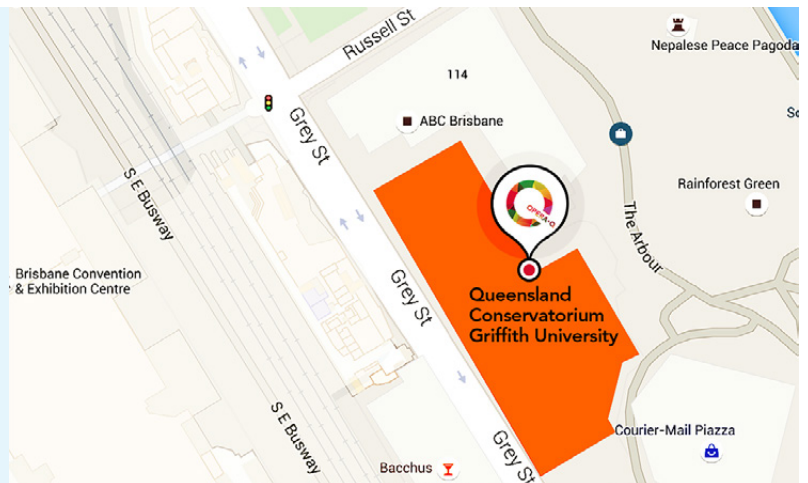 Russell St
Nepalese Peace Pagoda
114
Grey St
ABC Brisbane
S E Busway
Rainforest Green
OPERA•Q
The Arbour
Brisbane Convention
& Exhibition Centre
Grey St
Queensland
Conservatorium
Griffith University
S E Busway
Courier-Mail Piazza
Grey St
Bacchus